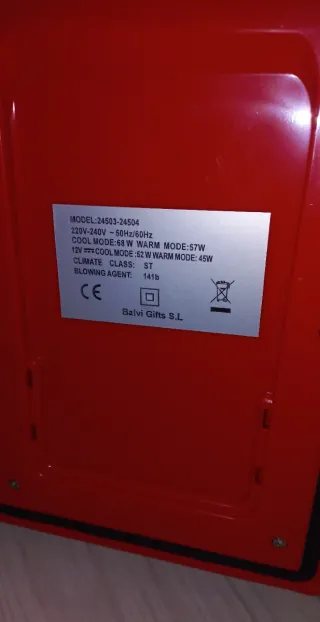 MODEL:24503-24504
220V-240V ~50Hz/60Hz
COOL MODE:68 W WARM MODE:57W
12V ⎓COOL MODE:52 W WARM MODE: 45W
CLIMATE CLASS: ST
BLOWING AGENT: 141b
CE
Balvi Gifts S.L